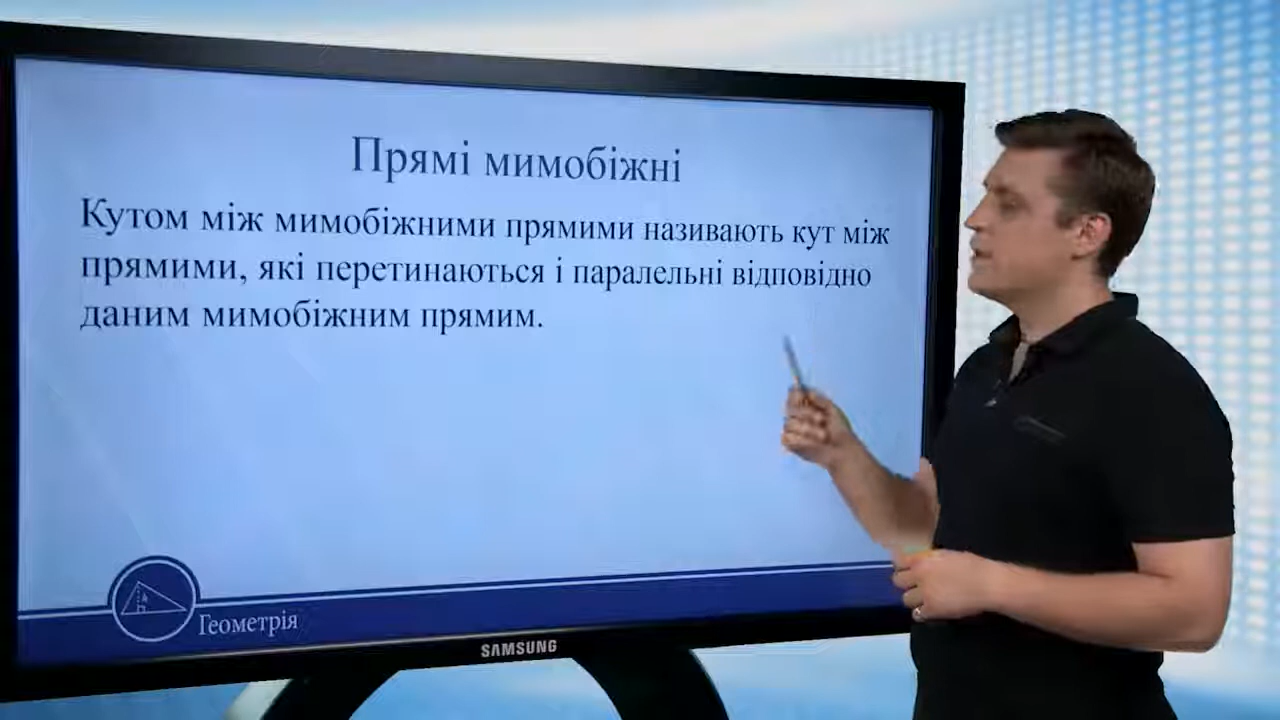 Прямі мимобіжні
Кутом між мимобіжними прямими називають кут між
прямими, які перетинаються і паралельні відповідно
даним мимобіжним прямим.
Геометрія
SAMSUNG